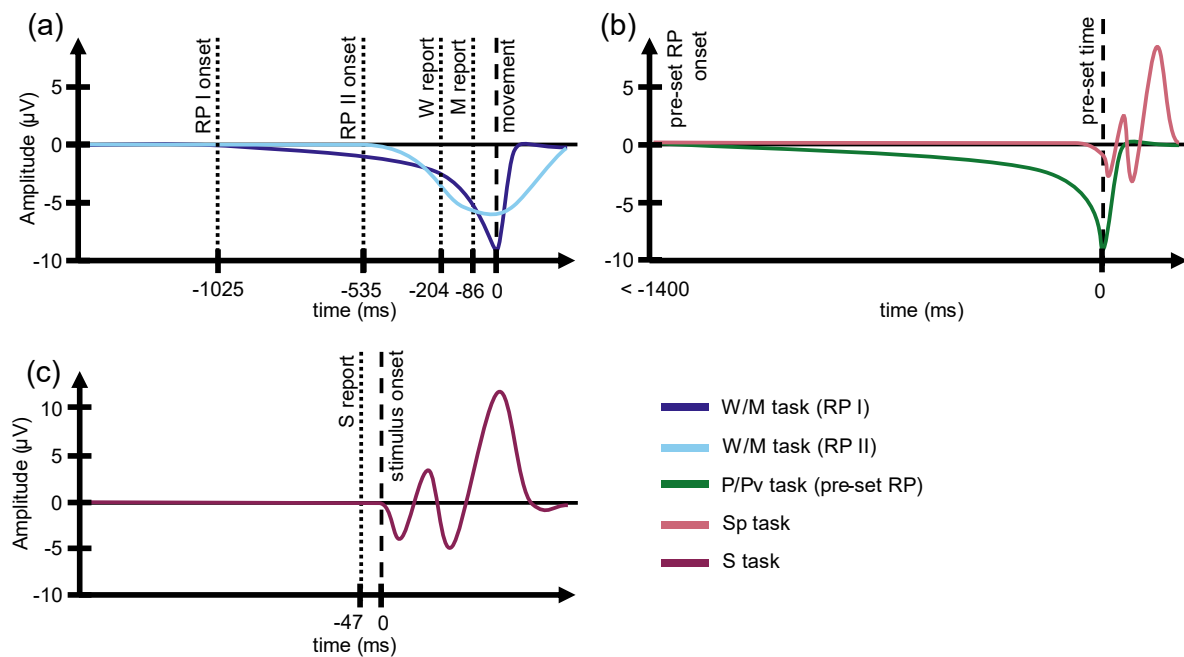 (a)
Amplitude (µV)
5
0
-5
-10
RP I onset
RP II onset
W report
M report
movement
-1025
-535
-204
-86
0
time (ms)
(b)
5
0
-5
-10
pre-set RP
onset
pre-set time
< -1400
0
time (ms)
(c)
Amplitude (µV)
10
5
0
-5
-10
S report
stimulus onset
-47
0
time (ms)
W/M task (RP I)
W/M task (RP II)
P/Pv task (pre-set RP)
Sp task
S task